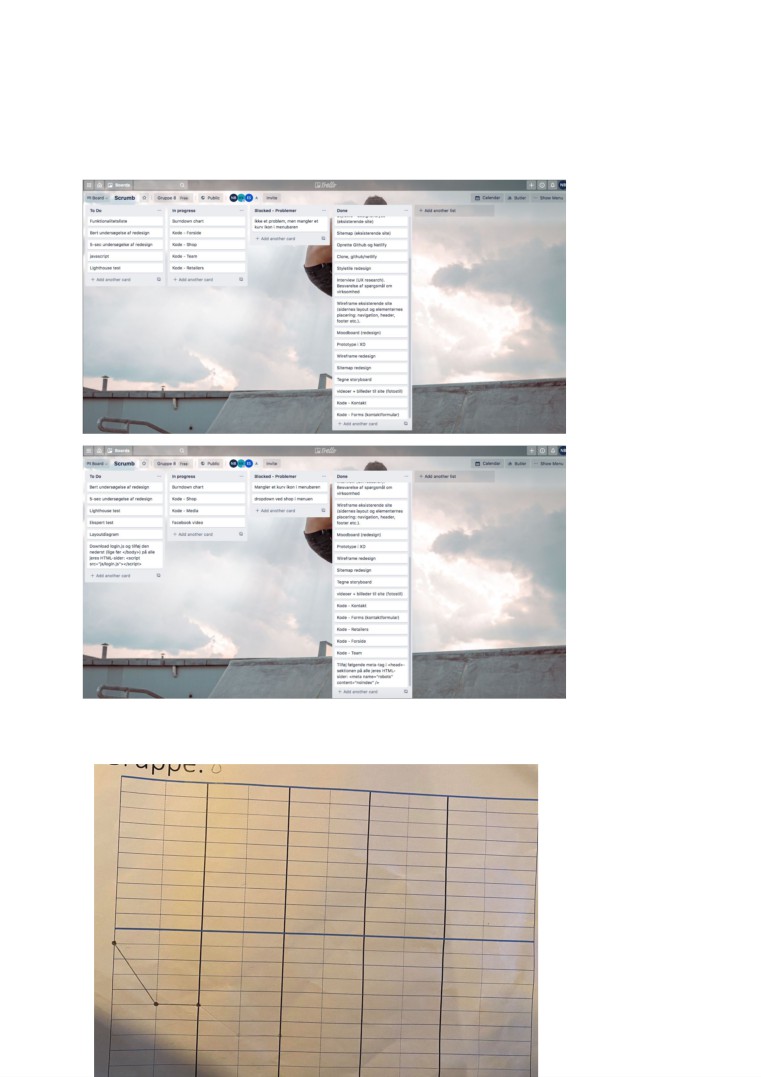 Boards
Trello
Board
Scrumb
Gruppe 8
Public
Invite
Calendar
Butler
Show Menu
To Do
Funktionalitetsliste
Bert undersøgelse af redesign
5-sec undersøgelse af redesign
javascript
Lighthouse test
+ Add another card
In progress
Burndown chart
Kode - Forside
Kode - Shop
Kode - Team
Kode - Retailers
+ Add another card
Blocked - Problemer
Ikke et problem, men mangler et
kurv ikon i menubaren
+ Add another card
Done
(eksisterende site)
Sitemap (eksisterende site)
Oprette Github og Netlify
Clone, github/netlify
Styletile redesign
Interview (UX research).
Besvarelse af spørgsmål om
virksomhed
Wireframe eksisterende site
(sidernes layout og elementernes
placering: navigation, header,
footer etc.).
Moodboard (redesign)
Prototype i XD
Wireframe redesign
Sitemap redesign
Tegne storyboard
videoer + billeder til site (fotostil)
Kode - Kontakt
Kode - Forms (kontaktformular)
+ Add another card
+ Add another list
Boards
Trello
Board
Scrumb
Gruppe 8
Public
Invite
Calendar
Butler
Show Menu
To Do
Bert undersøgelse af redesign
5-sec undersøgelse af redesign
Lighthouse test
Ekspert test
Layoutdiagram
Download login.js og tilføj den
nederst (lige før </body>) på alle
jeres HTML-sider: <script
src="js/login.js"></script>
+ Add another card
In progress
Burndown chart
Kode - Shop
Kode - Media
Facebook video
+ Add another card
Blocked - Problemer
Mangler et kurv ikon i menubaren
dropdown ved shop i menuen
+ Add another card
Done
Besvarelse af spørgsmål om
virksomhed
Wireframe eksisterende site
(sidernes layout og elementernes
placering: navigation, header,
footer etc.).
Moodboard (redesign)
Prototype i XD
Wireframe redesign
Sitemap redesign
Tegne storyboard
videoer + billeder til site (fotostil)
Kode - Kontakt
Kode - Forms (kontaktformular)
Kode - Retailers
Kode - Forside
Kode - Team
Tilføj følgende meta-tag i <head>-
sektionen på alle jeres HTML-
sider: <meta name="robots"
content="noindex" />
+ Add another card
+ Add another list
Gruppe.